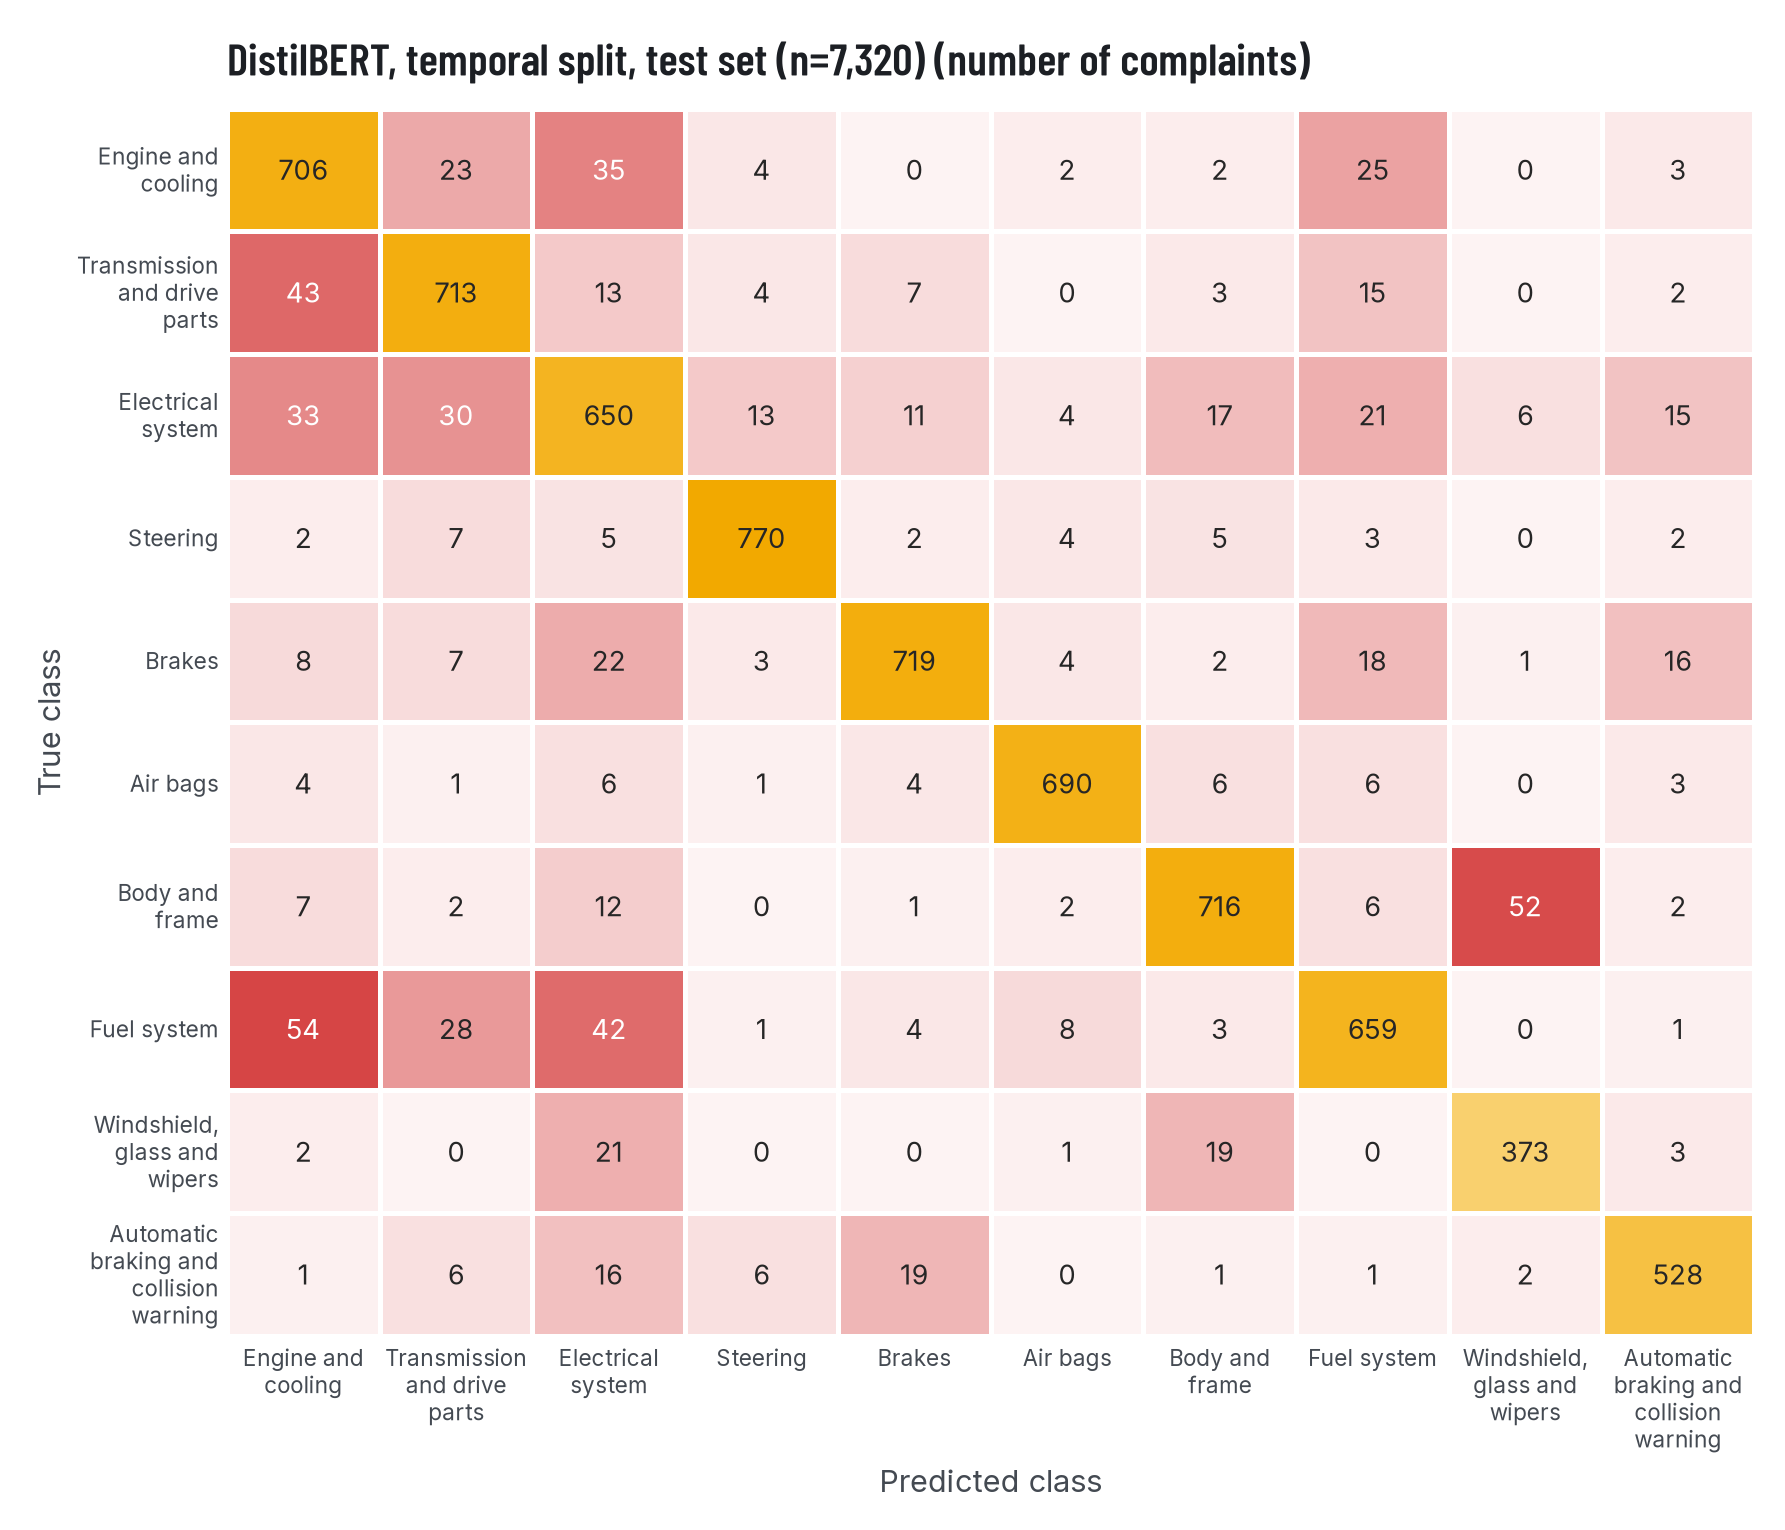 DistilBERT, temporal split, test set (n=7,320) (number of complaints)
Engine and
cooling
706 23 35 4 0 2 2 25 0 3
Transmission
and drive
parts
43 713 13 4 7 0 3 15 0 2
Electrical
system
33 30 650 13 11 4 17 21 6 15
Steering
2 7 5 770 2 4 5 3 0 2
Brakes
8 7 22 3 719 4 2 18 1 16
Air bags
4 1 6 1 4 690 6 6 0 3
Body and
frame
7 2 12 0 1 2 716 6 52 2
Fuel system
54 28 42 1 4 8 3 659 0 1
Windshield,
glass and
wipers
2 0 21 0 0 1 19 0 373 3
Automatic
braking and
collision
warning
1 6 16 6 19 0 1 1 2 528
True class
Engine and
cooling
Transmission
and drive
parts
Electrical
system
Steering
Brakes
Air bags
Body and
frame
Fuel system
Windshield,
glass and
wipers
Automatic
braking and
collision
warning
Predicted class